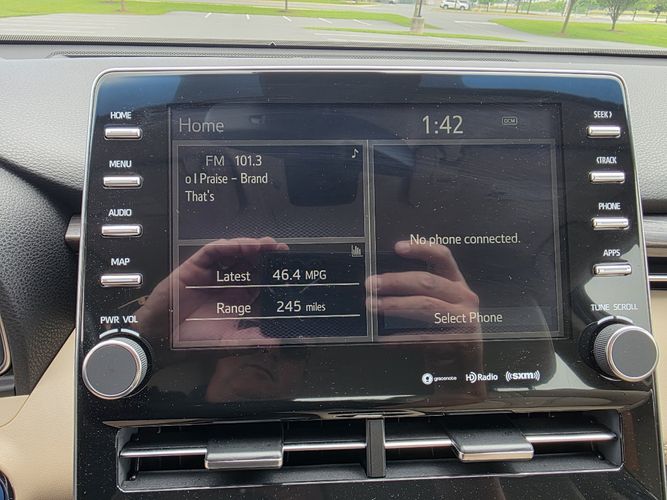 HOME
MENU
AUDIO
MAP
PWR VOL
Home
1:42
DCM
FM 101.3
o I Praise - Brand
That's
Latest 46.4 MPG
Range 245 miles
No phone connected.
Select Phone
SEEK >
< TRACK
PHONE
APPS
TUNE SCROLL
gracenote
HD Radio
((SXM))